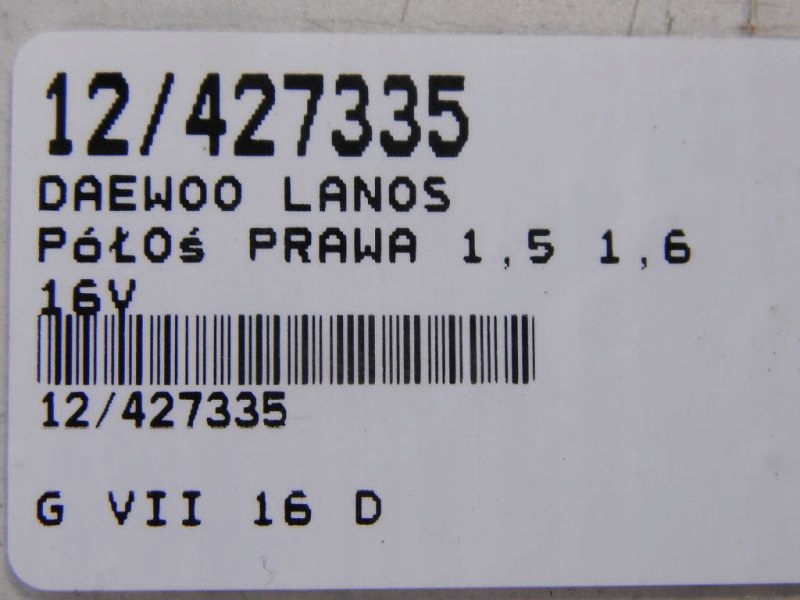 12/427335
DAEWOO LANOS
PóŁOś PRAWA 1,5 1,6
16V
12/427335
G VII 16 D